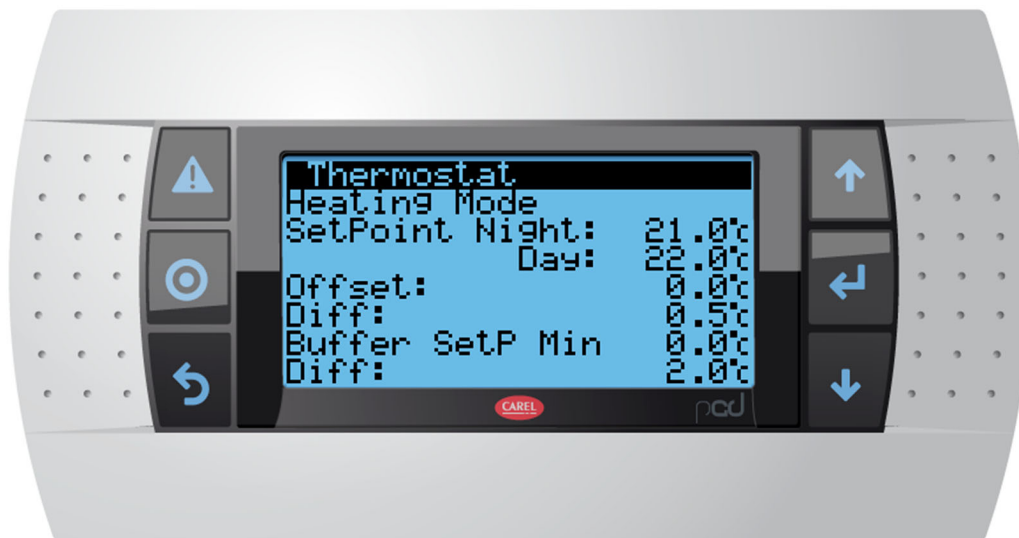 Thermostat
Heating Mode
SetPoint Night: 21.0℃
Day: 22.0℃
Offset: 0.0℃
Diff: 0.5℃
Buffer SetP Min 0.0℃
Diff: 2.0℃
CAREL
pGD